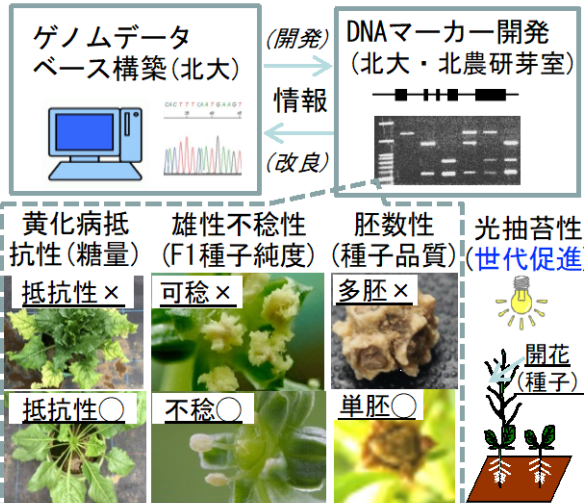 ゲノムデータ
ベース構築(北大)
(開発)
情報
(改良)
DNAマーカー開発
(北大・北農研芽室)
CACTTTCAATGAAGT
黄化病抵
抗性(糖量)
抵抗性×
抵抗性○
雄性不稔性
(F1種子純度)
可稔×
不稔○
胚数性
(種子品質)
多胚×
単胚○
光抽苔性
(世代促進)
開花
(種子)